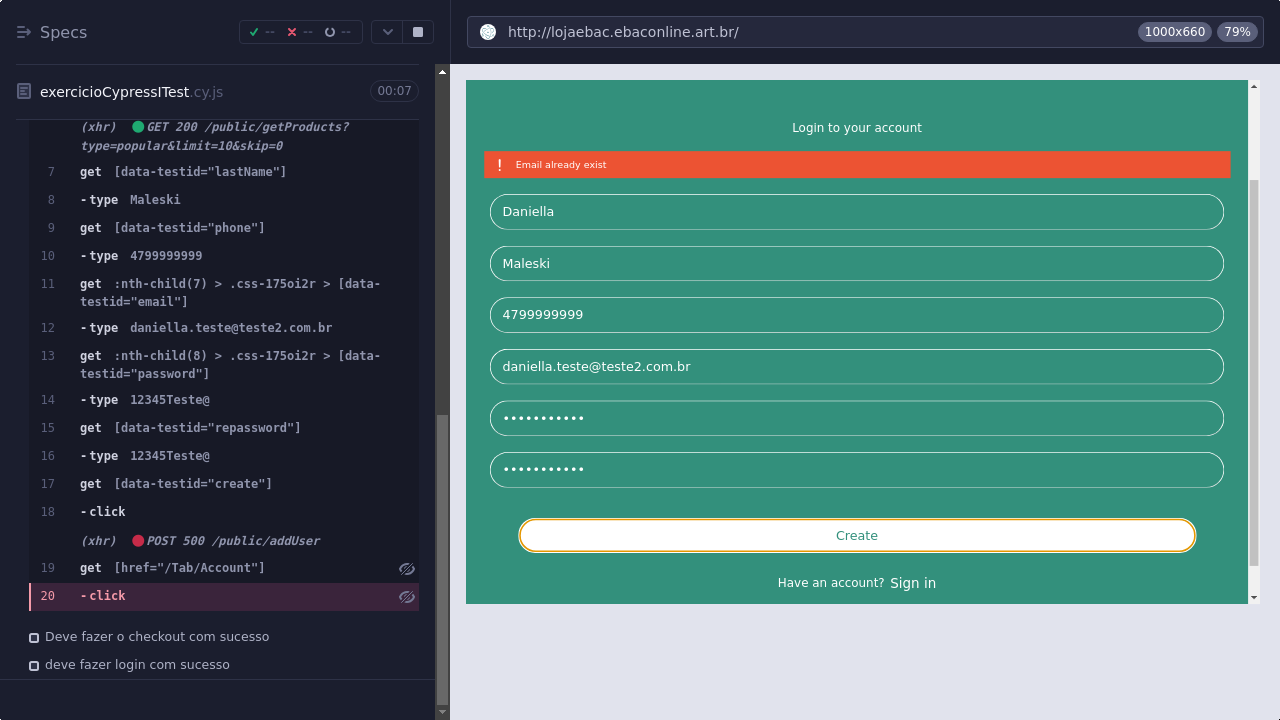 Specs
-- -- --
http://lojaebac.ebaconline.art.br/
1000x660
79%
exercicioCypressITest.cy.js
00:07
(xhr) GET 200 /public/getProducts?
type=popular&limit=10&skip=0
7 get [data-testid="lastName"]
8 -type Maleski
9 get [data-testid="phone"]
10 -type 4799999999
11 get :nth-child(7) > .css-175oi2r > [data-
testid="email"]
12 -type daniella.teste@teste2.com.br
13 get :nth-child(8) > .css-175oi2r > [data-
testid="password"]
14 -type 12345Teste@
15 get [data-testid="repassword"]
16 -type 12345Teste@
17 get [data-testid="create"]
18 -click
(xhr) POST 500 /public/addUser
19 get [href="/Tab/Account"]
20 -click
Deve fazer o checkout com sucesso
deve fazer login com sucesso
Login to your account
! Email already exist
Daniella
Maleski
4799999999
daniella.teste@teste2.com.br
•••••••••••
•••••••••••
Create
Have an account? Sign in